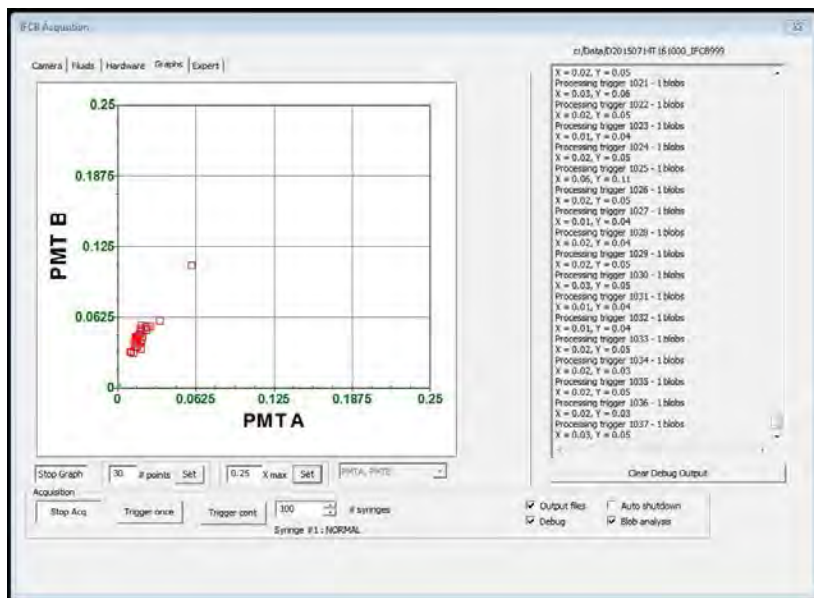 IFCB Acquisition
c:/Data/D20150714T161000_IFCB999
Camera Fluids Hardware Graphs Expert
0.25
0.1875
0.125
0.0625
0
PMT B
0 0.0625 0.125 0.1875 0.25
PMT A
X = 0.02, Y = 0.05
Processing trigger 1021 - 1 blobs
X = 0.03, Y = 0.06
Processing trigger 1022 - 1 blobs
X = 0.02, Y = 0.05
Processing trigger 1023 - 1 blobs
X = 0.01, Y = 0.04
Processing trigger 1024 - 1 blobs
X = 0.02, Y = 0.05
Processing trigger 1025 - 1 blobs
X = 0.06, Y = 0.11
Processing trigger 1026 - 1 blobs
X = 0.02, Y = 0.05
Processing trigger 1027 - 1 blobs
X = 0.01, Y = 0.04
Processing trigger 1028 - 1 blobs
X = 0.02, Y = 0.04
Processing trigger 1029 - 1 blobs
X = 0.02, Y = 0.05
Processing trigger 1030 - 1 blobs
X = 0.03, Y = 0.05
Processing trigger 1031 - 1 blobs
X = 0.01, Y = 0.04
Processing trigger 1032 - 1 blobs
X = 0.01, Y = 0.04
Processing trigger 1033 - 1 blobs
X = 0.02, Y = 0.05
Processing trigger 1034 - 1 blobs
X = 0.02, Y = 0.03
Processing trigger 1035 - 1 blobs
X = 0.02, Y = 0.05
Processing trigger 1036 - 1 blobs
X = 0.02, Y = 0.03
Processing trigger 1037 - 1 blobs
X = 0.03, Y = 0.05
Stop Graph 30 # points Set 0.25 X max Set PMTA, PMTB
Clear Debug Output
Acquisition
Stop Acq Trigger once Trigger cont 100 # syringes
Syringe #1 : NORMAL
Output files Auto shutdown
Debug Blob analysis